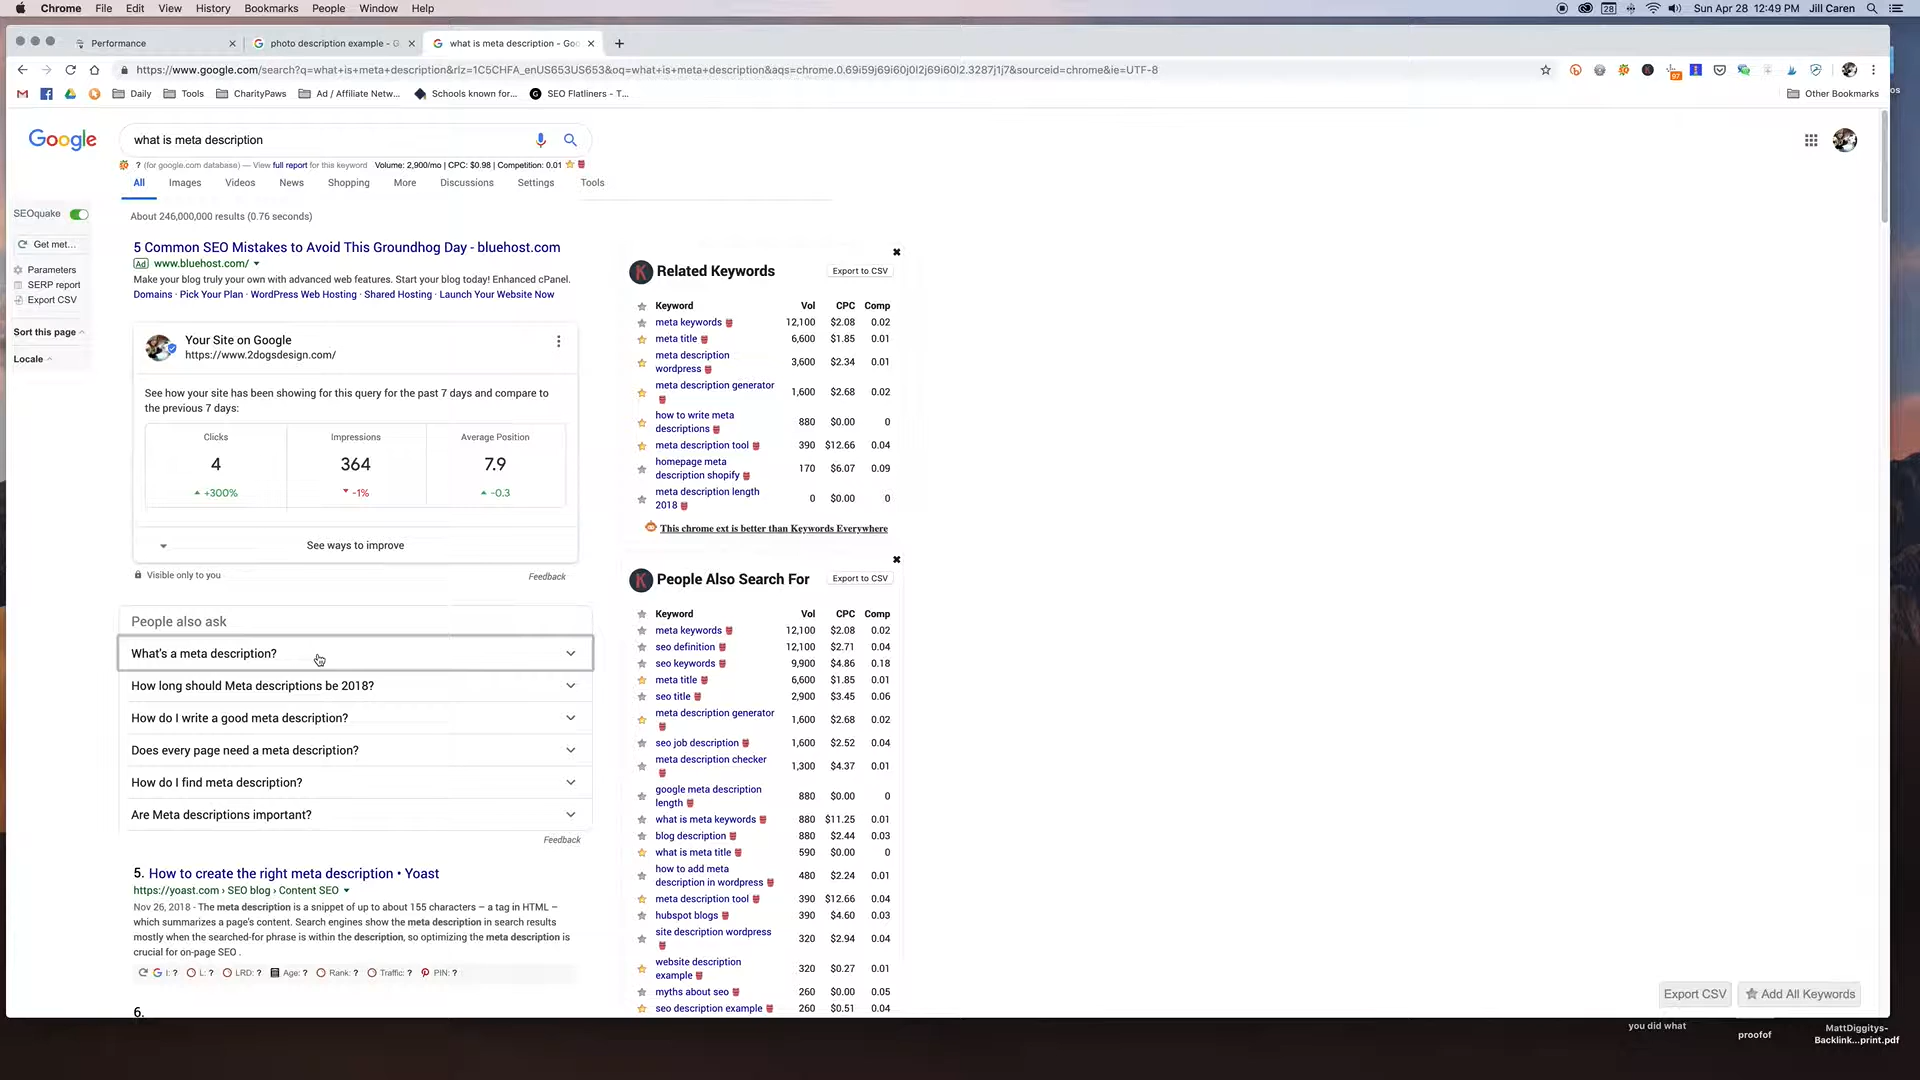 Chrome File Edit View History Bookmarks People Window Help
28 Sun Apr 28 12:49 PM Jill Caren
Performance
photo description example - G
what is meta description - Goo
https://www.google.com/search?q=what+is+meta+description&rlz=1C5CHFA_enUS653US653&oq=what+is+meta+description&aqs=chrome.0.69i59j69i60j0l2j69i60l2.3287j1j7&sourceid=chrome&ie=UTF-8
97
Daily Tools CharityPaws Ad / Affiliate Netw... Schools known for... SEO Flatliners - T... Other Bookmarks
os
Google
what is meta description
? (for google.com database) — View full report for this keyword Volume: 2,900/mo | CPC: $0.98 | Competition: 0.01
All Images Videos News Shopping More Discussions Settings Tools
SEOquake
Get met...
Parameters
SERP report
Export CSV
Sort this page
Locale
About 246,000,000 results (0.76 seconds)
5 Common SEO Mistakes to Avoid This Groundhog Day - bluehost.com
Ad www.bluehost.com/
Make your blog truly your own with advanced web features. Start your blog today! Enhanced cPanel.
Domains · Pick Your Plan · WordPress Web Hosting · Shared Hosting · Launch Your Website Now
Your Site on Google
https://www.2dogsdesign.com/
See how your site has been showing for this query for the past 7 days and compare to
the previous 7 days:
Clicks Impressions Average Position
4 364 7.9
+300% -1% -0.3
See ways to improve
Visible only to you Feedback
People also ask
What's a meta description?
How long should Meta descriptions be 2018?
How do I write a good meta description?
Does every page need a meta description?
How do I find meta description?
Are Meta descriptions important?
Feedback
5. How to create the right meta description • Yoast
https://yoast.com › SEO blog › Content SEO
Nov 26, 2018 - The meta description is a snippet of up to about 155 characters – a tag in HTML –
which summarizes a page's content. Search engines show the meta description in search results
mostly when the searched-for phrase is within the description, so optimizing the meta description is
crucial for on-page SEO .
I: ? L: ? LRD: ? Age: ? Rank: ? Traffic: ? PIN: ?
6.
K Related Keywords Export to CSV
Keyword Vol CPC Comp
meta keywords 12,100 $2.08 0.02
meta title 6,600 $1.85 0.01
meta description
wordpress 3,600 $2.34 0.01
meta description generator 1,600 $2.68 0.02
how to write meta
descriptions 880 $0.00 0
meta description tool 390 $12.66 0.04
homepage meta
description shopify 170 $6.07 0.09
meta description length
2018 0 $0.00 0
This chrome ext is better than Keywords Everywhere
K People Also Search For Export to CSV
Keyword Vol CPC Comp
meta keywords 12,100 $2.08 0.02
seo definition 12,100 $2.71 0.04
seo keywords 9,900 $4.86 0.18
meta title 6,600 $1.85 0.01
seo title 2,900 $3.45 0.06
meta description generator 1,600 $2.68 0.02
seo job description 1,600 $2.52 0.04
meta description checker 1,300 $4.37 0.01
google meta description
length 880 $0.00 0
what is meta keywords 880 $11.25 0.01
blog description 880 $2.44 0.03
what is meta title 590 $0.00 0
how to add meta
description in wordpress 480 $2.24 0.01
meta description tool 390 $12.66 0.04
hubspot blogs 390 $4.60 0.03
site description wordpress 320 $2.94 0.04
website description
example 320 $0.27 0.01
myths about seo 260 $0.00 0.05
seo description example 260 $0.51 0.04
Export CSV Add All Keywords
you did what
proofof
MattDiggitys-
Backlink...print.pdf